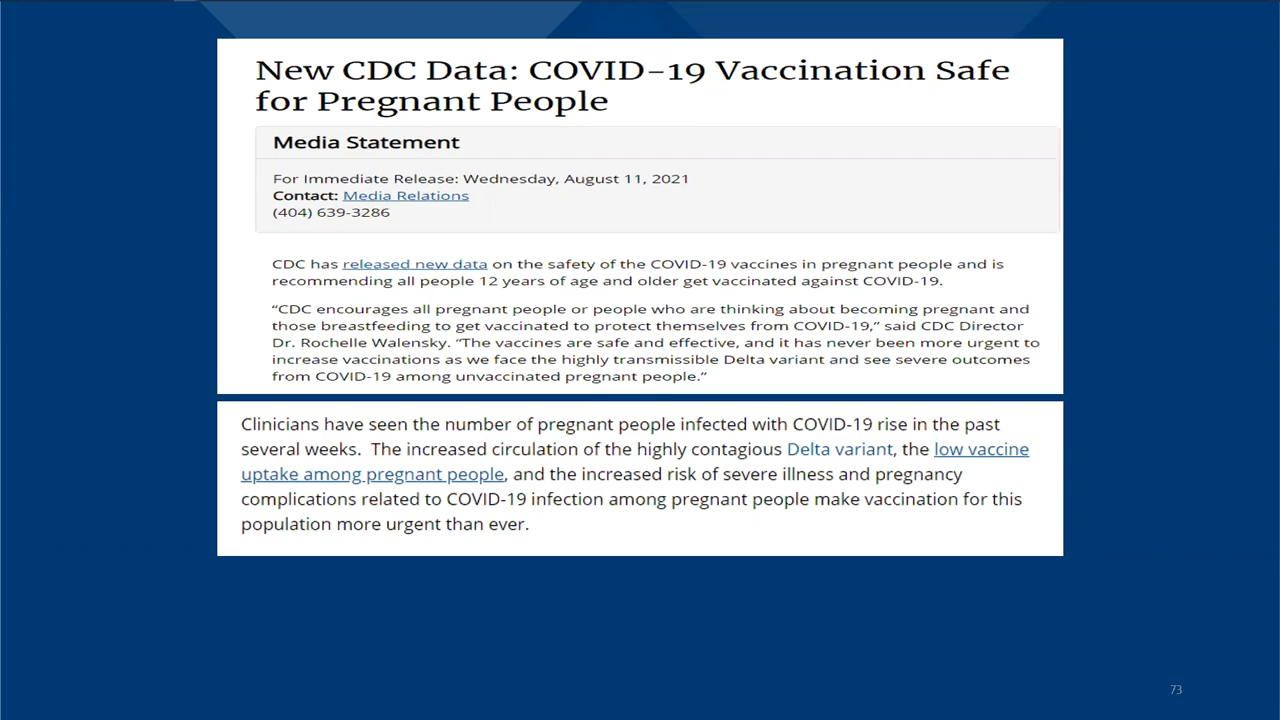 New CDC Data: COVID-19 Vaccination Safe
for Pregnant People
Media Statement
For Immediate Release: Wednesday, August 11, 2021
Contact: Media Relations
(404) 639-3286
CDC has released new data on the safety of the COVID-19 vaccines in pregnant people and is
recommending all people 12 years of age and older get vaccinated against COVID-19.
“CDC encourages all pregnant people or people who are thinking about becoming pregnant and
those breastfeeding to get vaccinated to protect themselves from COVID-19,” said CDC Director
Dr. Rochelle Walensky. “The vaccines are safe and effective, and it has never been more urgent to
increase vaccinations as we face the highly transmissible Delta variant and see severe outcomes
from COVID-19 among unvaccinated pregnant people.”
Clinicians have seen the number of pregnant people infected with COVID-19 rise in the past
several weeks.  The increased circulation of the highly contagious Delta variant, the low vaccine
uptake among pregnant people, and the increased risk of severe illness and pregnancy
complications related to COVID-19 infection among pregnant people make vaccination for this
population more urgent than ever.
73